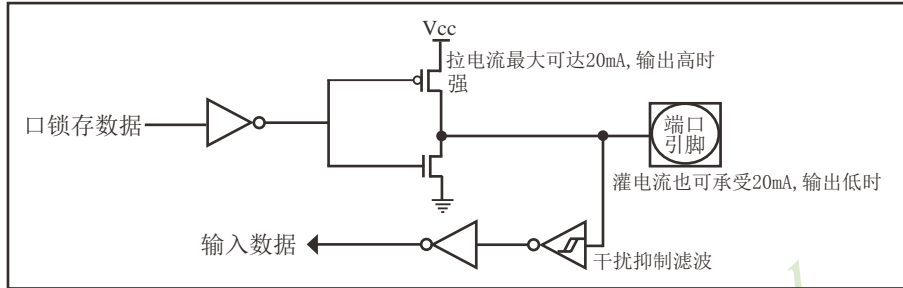 Vcc
拉电流最大可达20mA,输出高时
强
口锁存数据
端口
引脚
灌电流也可承受20mA,输出低时
输入数据
干扰抑制滤波